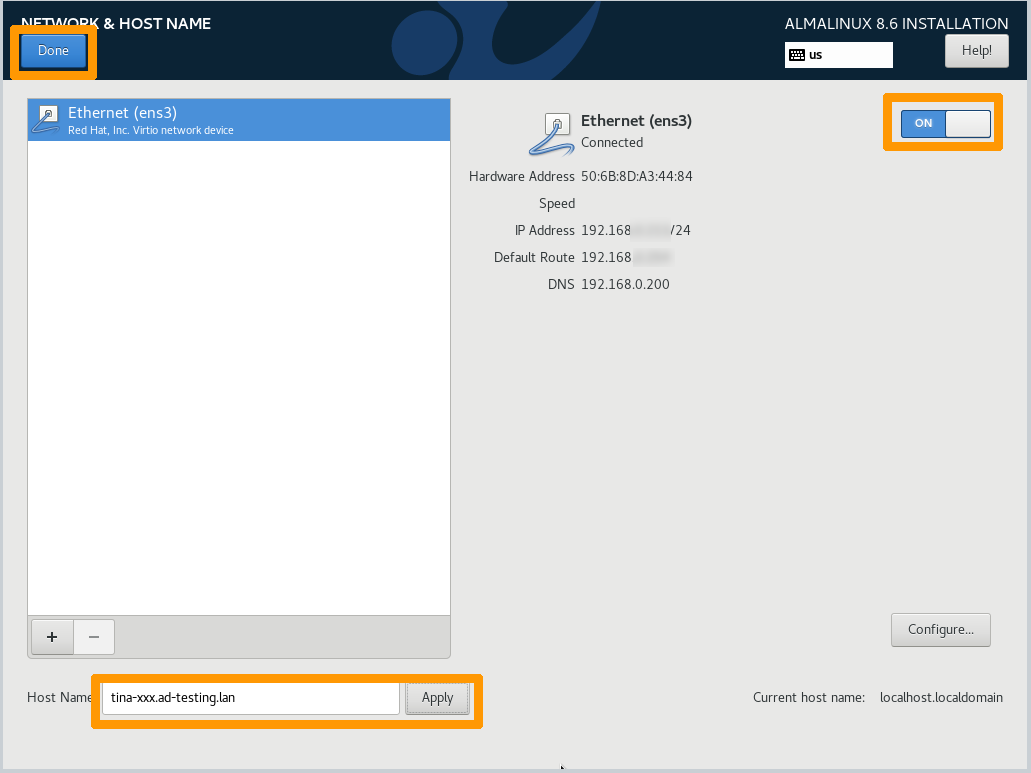 NETWORK & HOST NAME
ALMALINUX 8.6 INSTALLATION
Done
us
Help!
Ethernet (ens3)
Red Hat, Inc. Virtio network device
Ethernet (ens3)
Connected
ON
Hardware Address 50:6B:8D:A3:44:84
Speed
IP Address 192.168 /24
Default Route 192.168
DNS 192.168.0.200
+ −
Configure...
Host Name tina-xxx.ad-testing.lan Apply
Current host name: localhost.localdomain